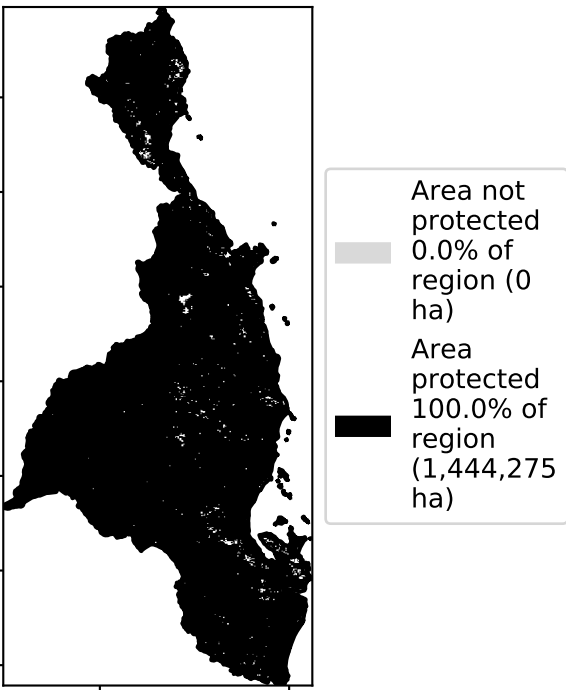 Area not
protected
0.0% of
region (0
ha)
Area
protected
100.0% of
region
(1,444,275
ha)